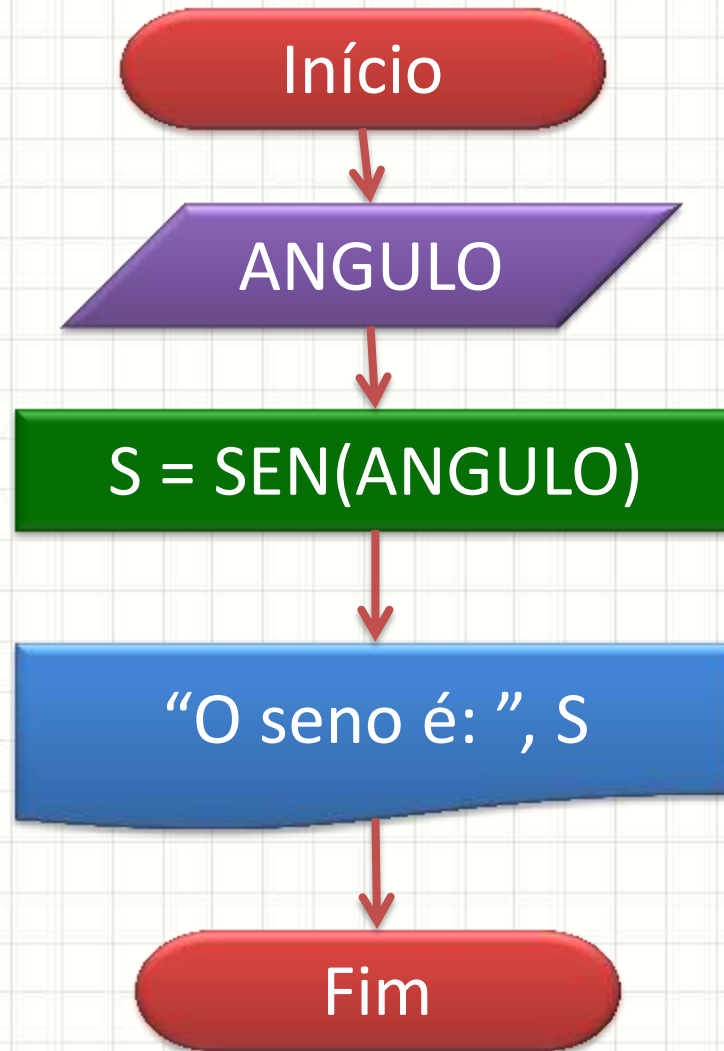 Início
ANGULO
S = SEN(ANGULO)
“O seno é: ”, S
Fim